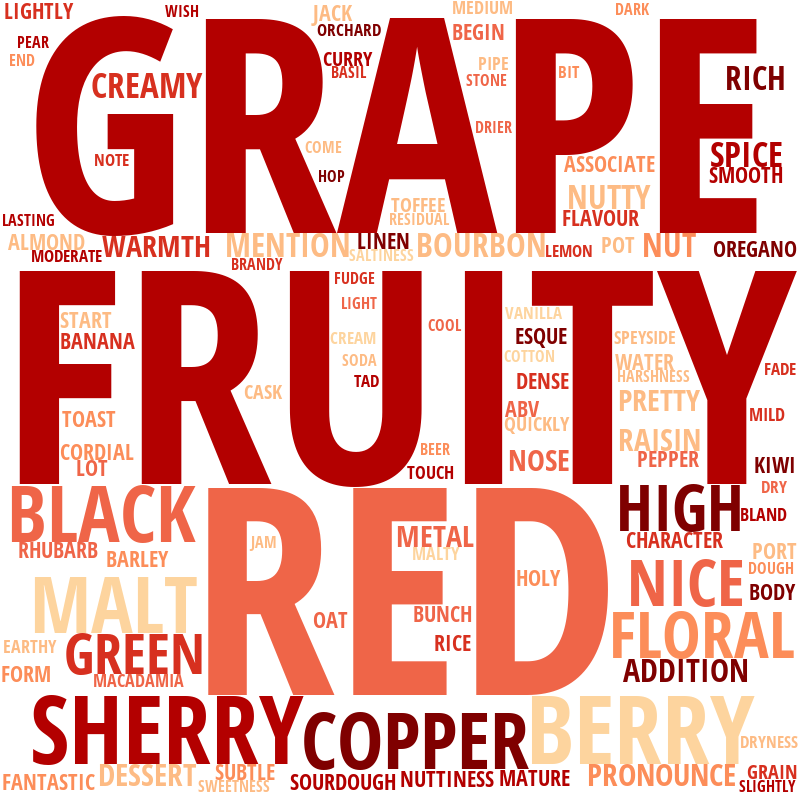 LIGHTLY
WISH
JACK
MEDIUM
DARK
PEAR
ORCHARD
BEGIN
END
CURRY
PIPE
GRAPE
CREAMY
BASIL
STONE
BIT
RICH
NOTE
COME
DRIER
ASSOCIATE
SPICE
HOP
SMOOTH
NUTTY
LASTING
TOFFEE
RESIDUAL
FLAVOUR
ALMOND
WARMTH
MENTION
LINEN
BOURBON
LEMON
POT
NUT
OREGANO
MODERATE
BRANDY
SALTINESS
FUDGE
LIGHT
VANILLA
START
COOL
BANANA
CREAM
ESQUE
SPEYSIDE
SODA
COTTON
WATER
FADE
FRUITY
TAD
DENSE
HARSHNESS
CASK
ABV
PRETTY
TOAST
QUICKLY
MILD
CORDIAL
BEER
RAISIN
LOT
TOUCH
NOSE
PEPPER
KIWI
DRY
BLACK
HIGH
BLAND
RHUBARB
JAM
METAL
CHARACTER
BARLEY
MALTY
PORT
DOUGH
RED
HOLY
MALT
NICE
BODY
OAT
BUNCH
FLORAL
EARTHY
GREEN
RICE
FORM
MACADAMIA
ADDITION
SHERRY
COPPER
BERRY
DRYNESS
FANTASTIC
DESSERT
SUBTLE
SWEETNESS
SOURDOUGH
NUTTINESS
MATURE
PRONOUNCE
GRAIN
SLIGHTLY